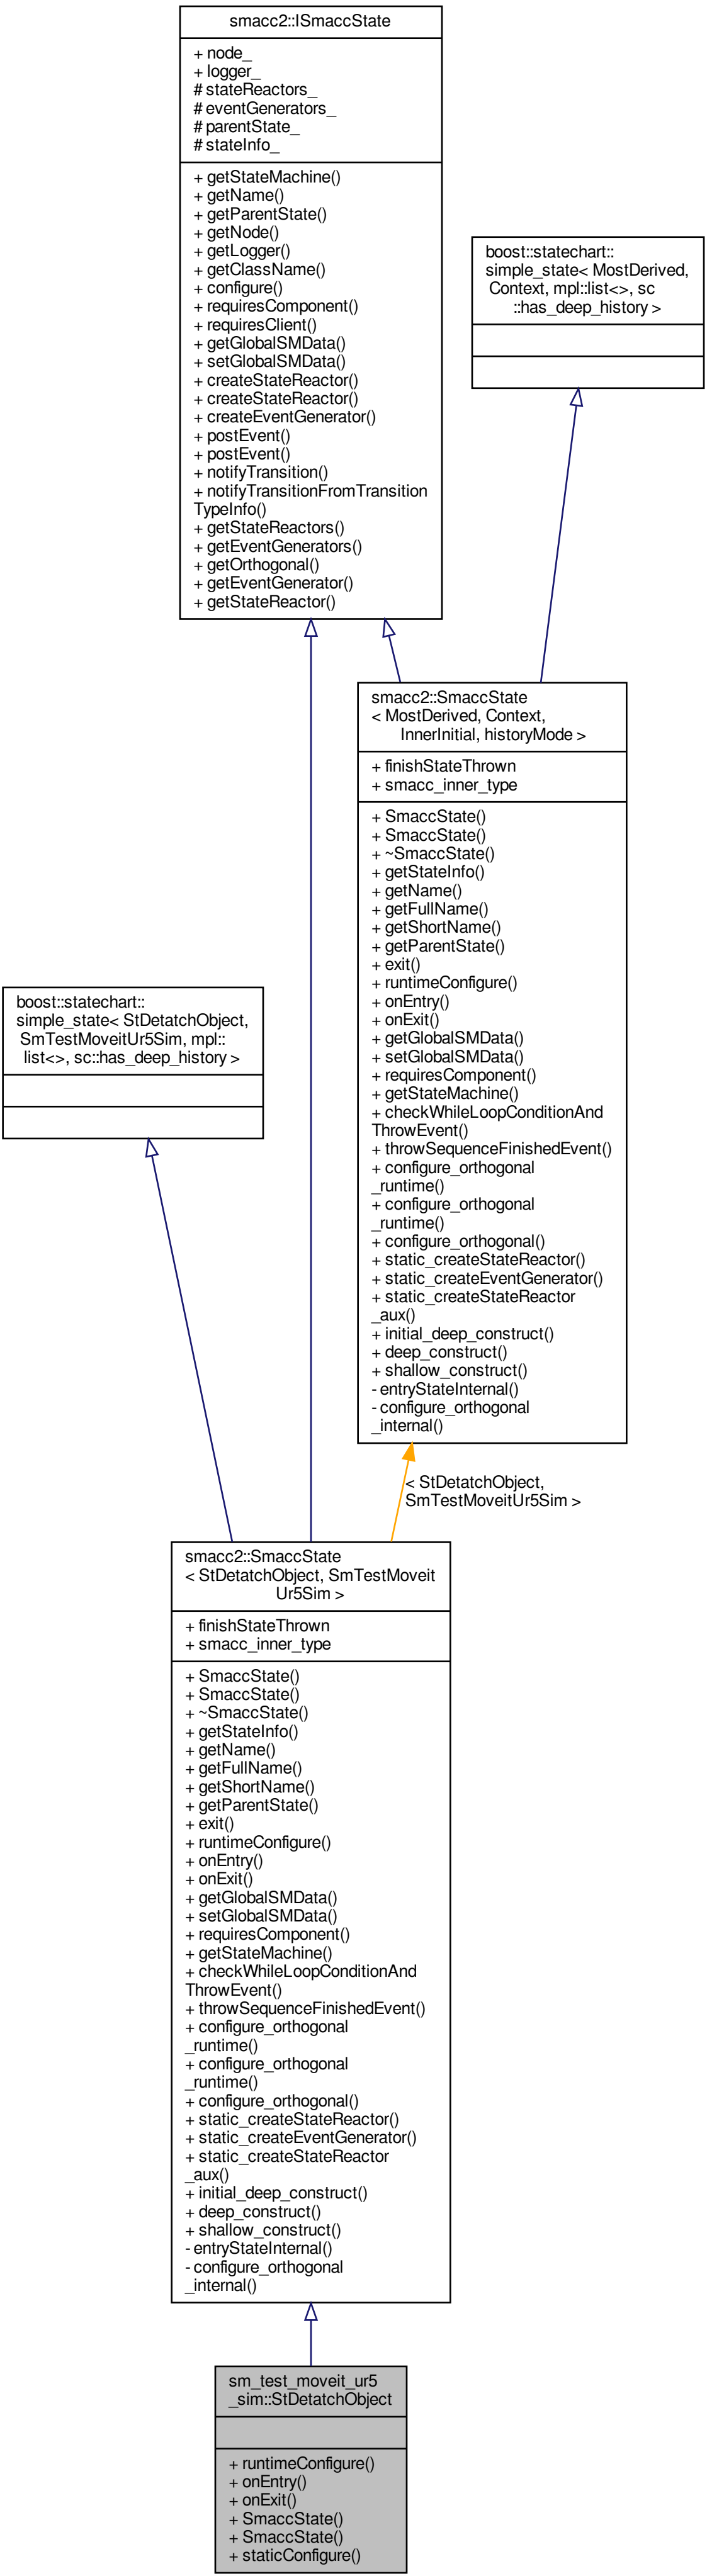 smacc2::ISmaccState
+ node_
+ logger_
# stateReactors_
# eventGenerators_
# parentState_
# stateInfo_
+ getStateMachine()
+ getName()
+ getParentState()
+ getNode()
+ getLogger()
+ getClassName()
+ configure()
+ requiresComponent()
+ requiresClient()
+ getGlobalSMData()
+ setGlobalSMData()
+ createStateReactor()
+ createStateReactor()
+ createEventGenerator()
+ postEvent()
+ postEvent()
+ notifyTransition()
+ notifyTransitionFromTransition
TypeInfo()
+ getStateReactors()
+ getEventGenerators()
+ getOrthogonal()
+ getEventGenerator()
+ getStateReactor()
boost::statechart::
simple_state< MostDerived,
Context, mpl::list<>, sc
::has_deep_history >
smacc2::SmaccState
< MostDerived, Context,
InnerInitial, historyMode >
+ finishStateThrown
+ smacc_inner_type
+ SmaccState()
+ SmaccState()
+ ~SmaccState()
+ getStateInfo()
+ getName()
+ getFullName()
+ getShortName()
+ getParentState()
+ exit()
+ runtimeConfigure()
+ onEntry()
+ onExit()
+ getGlobalSMData()
+ setGlobalSMData()
+ requiresComponent()
+ getStateMachine()
+ checkWhileLoopConditionAnd
ThrowEvent()
+ throwSequenceFinishedEvent()
+ configure_orthogonal
_runtime()
+ configure_orthogonal
_runtime()
+ configure_orthogonal()
+ static_createStateReactor()
+ static_createEventGenerator()
+ static_createStateReactor
_aux()
+ initial_deep_construct()
+ deep_construct()
+ shallow_construct()
- entryStateInternal()
- configure_orthogonal
_internal()
boost::statechart::
simple_state< StDetatchObject,
SmTestMoveitUr5Sim, mpl::
list<>, sc::has_deep_history >
< StDetatchObject,
SmTestMoveitUr5Sim >
smacc2::SmaccState
< StDetatchObject, SmTestMoveit
Ur5Sim >
+ finishStateThrown
+ smacc_inner_type
+ SmaccState()
+ SmaccState()
+ ~SmaccState()
+ getStateInfo()
+ getName()
+ getFullName()
+ getShortName()
+ getParentState()
+ exit()
+ runtimeConfigure()
+ onEntry()
+ onExit()
+ getGlobalSMData()
+ setGlobalSMData()
+ requiresComponent()
+ getStateMachine()
+ checkWhileLoopConditionAnd
ThrowEvent()
+ throwSequenceFinishedEvent()
+ configure_orthogonal
_runtime()
+ configure_orthogonal
_runtime()
+ configure_orthogonal()
+ static_createStateReactor()
+ static_createEventGenerator()
+ static_createStateReactor
_aux()
+ initial_deep_construct()
+ deep_construct()
+ shallow_construct()
- entryStateInternal()
- configure_orthogonal
_internal()
sm_test_moveit_ur5
_sim::StDetatchObject
+ runtimeConfigure()
+ onEntry()
+ onExit()
+ SmaccState()
+ SmaccState()
+ staticConfigure()